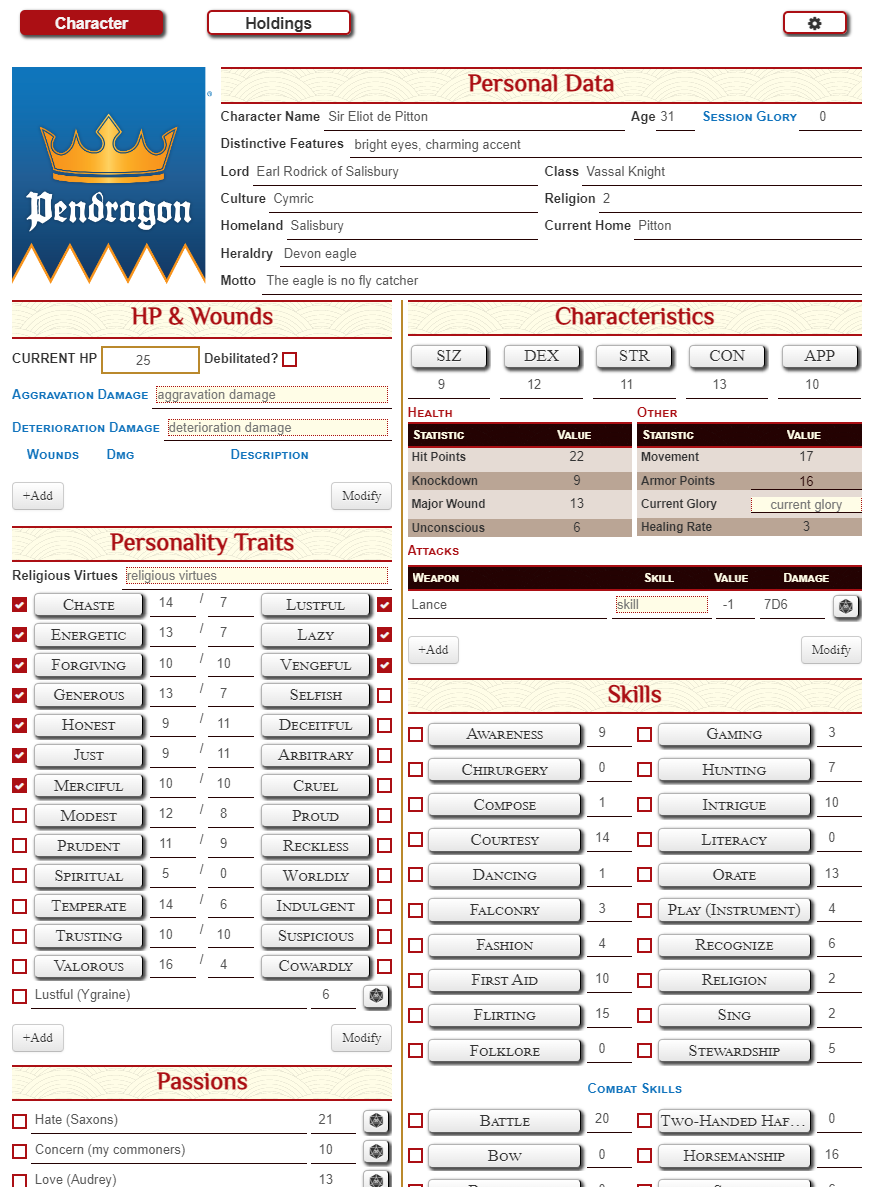 Character Holdings
Pendragon
Personal Data
Character Name Sir Eliot de Pitton Age 31 Session Glory 0
Distinctive Features bright eyes, charming accent
Lord Earl Rodrick of Salisbury Class Vassal Knight
Culture Cymric Religion 2
Homeland Salisbury Current Home Pitton
Heraldry Devon eagle
Motto The eagle is no fly catcher
HP & Wounds
CURRENT HP 25 Debilitated?
Aggravation Damage aggravation damage
Deterioration Damage deterioration damage
Wounds Dmg Description
+Add Modify
Personality Traits
Religious Virtues religious virtues
Chaste 14 / 7 Lustful
Energetic 13 / 7 Lazy
Forgiving 10 / 10 Vengeful
Generous 13 / 7 Selfish
Honest 9 / 11 Deceitful
Just 9 / 11 Arbitrary
Merciful 10 / 10 Cruel
Modest 12 / 8 Proud
Prudent 11 / 9 Reckless
Spiritual 5 / 0 Worldly
Temperate 14 / 6 Indulgent
Trusting 10 / 10 Suspicious
Valorous 16 / 4 Cowardly
Lustful (Ygraine) 6
+Add Modify
Passions
Hate (Saxons) 21
Concern (my commoners) 10
Love (Audrey) 13
Characteristics
SIZ DEX STR CON APP
9 12 11 13 10
Health
Statistic Value
Hit Points 22
Knockdown 9
Major Wound 13
Unconscious 6
Other
Statistic Value
Movement 17
Armor Points 16
Current Glory current glory
Healing Rate 3
Attacks
Weapon Skill Value Damage
Lance skill -1 7D6
+Add Modify
Skills
Awareness 9 Gaming 3
Chirurgery 0 Hunting 7
Compose 1 Intrigue 10
Courtesy 14 Literacy 0
Dancing 1 Orate 13
Falconry 3 Play (Instrument) 4
Fashion 4 Recognize 6
First Aid 10 Religion 2
Flirting 15 Sing 2
Folklore 0 Stewardship 5
Combat Skills
Battle 20 Two-Handed Haf... 0
Bow 0 Horsemanship 16